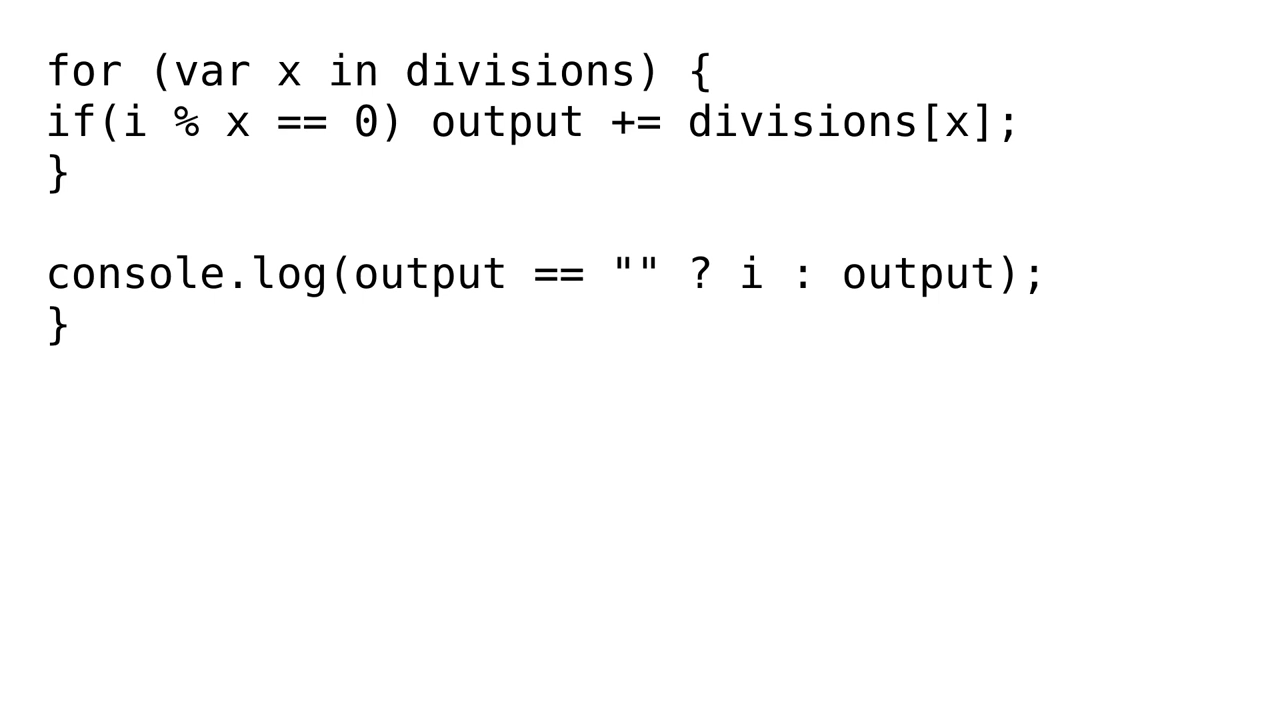 for (var x in divisions) {
if(i % x == 0) output += divisions[x];
}
console.log(output == "" ? i : output);
}